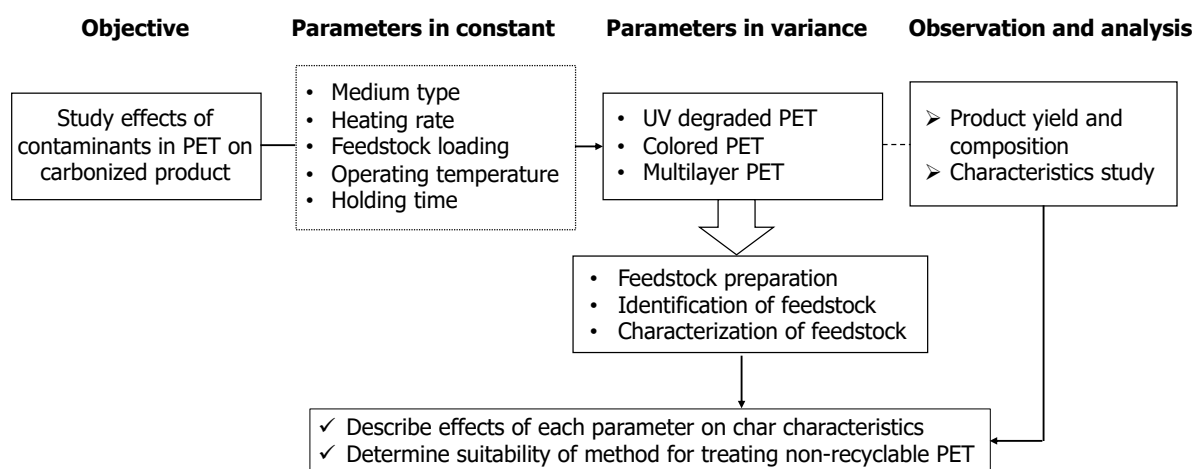 Objective
Parameters in constant
Parameters in variance
Observation and analysis
Study effects of
contaminants in PET on
carbonized product
• Medium type
• Heating rate
• Feedstock loading
• Operating temperature
• Holding time
• UV degraded PET
• Colored PET
• Multilayer PET
➢ Product yield and
composition
➢ Characteristics study
• Feedstock preparation
• Identification of feedstock
• Characterization of feedstock
✓ Describe effects of each parameter on char characteristics
✓ Determine suitability of method for treating non-recyclable PET